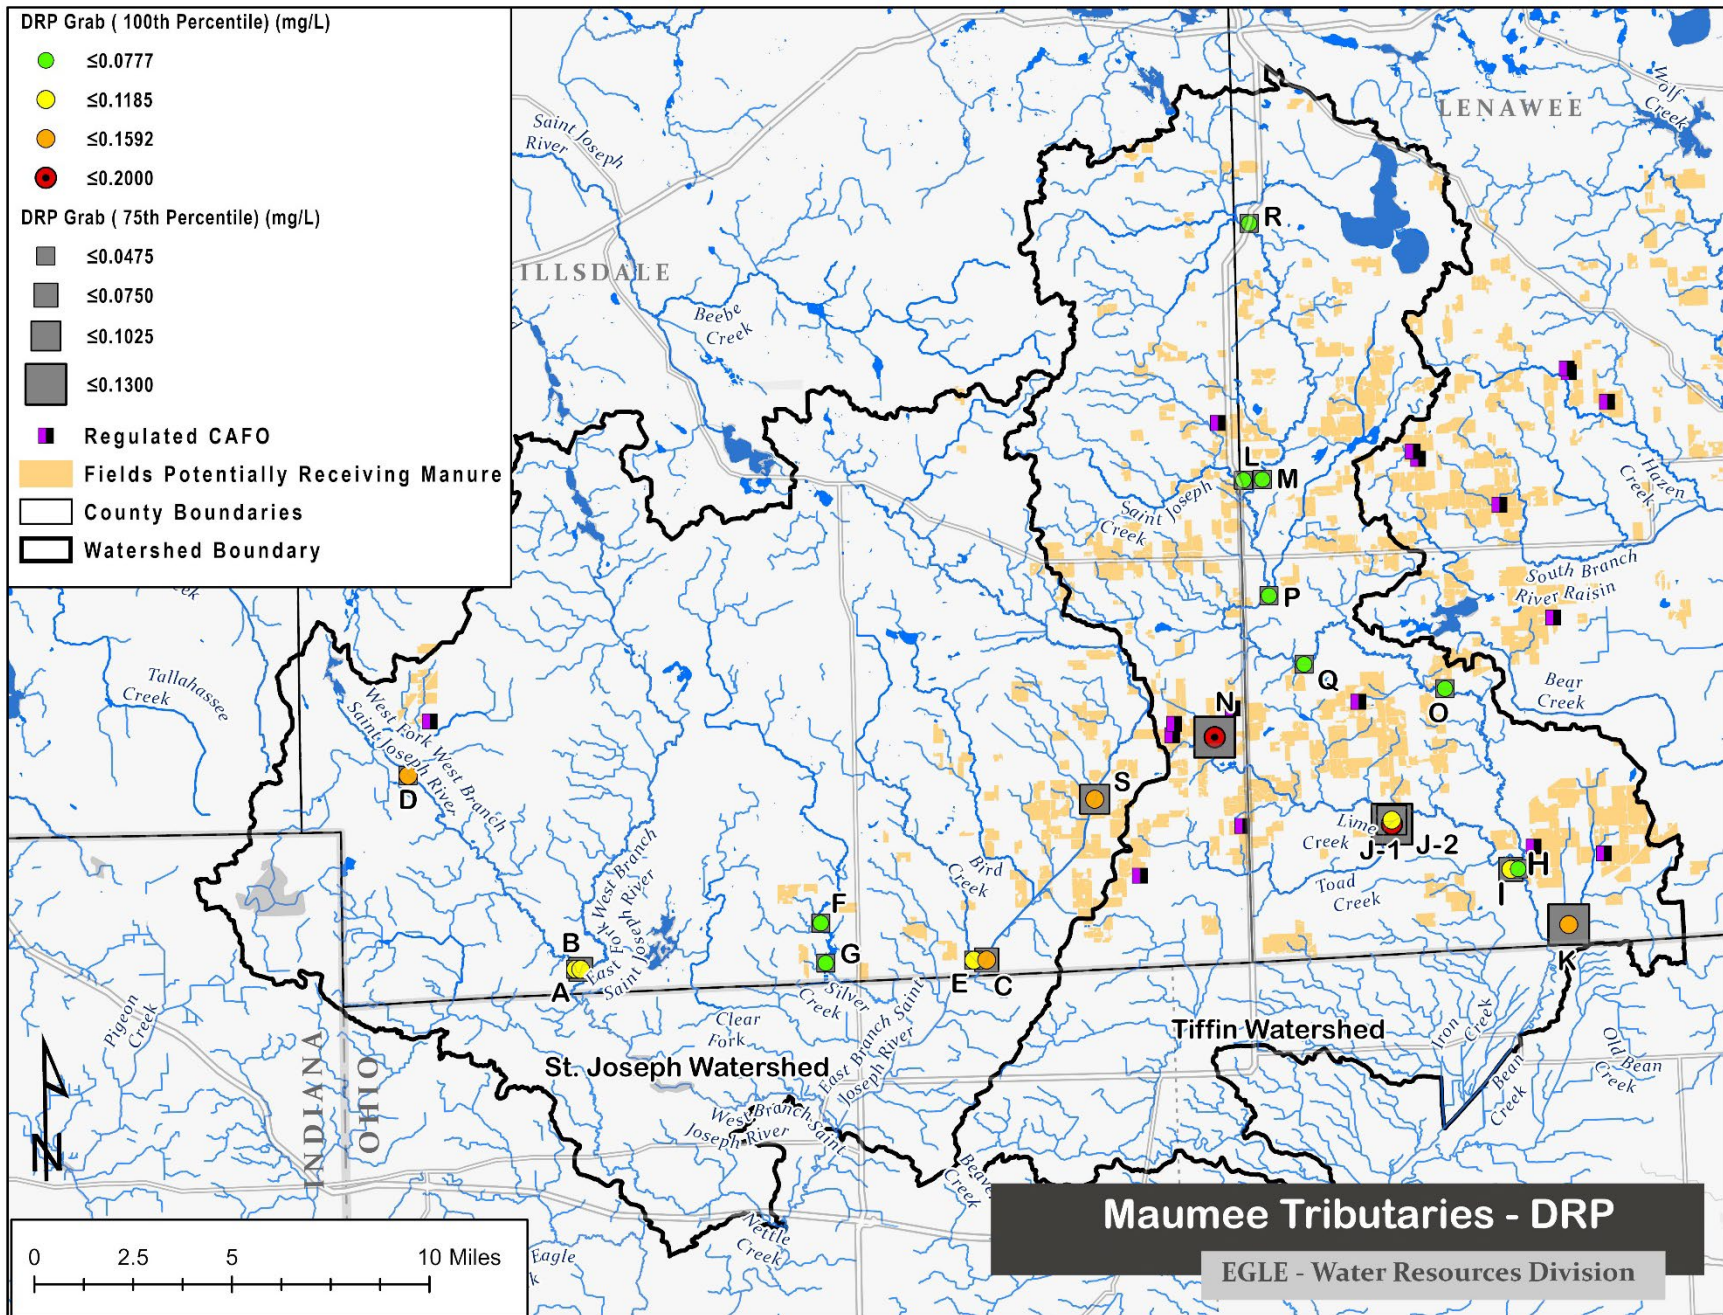 DRP Grab ( 100th Percentile) (mg/L)
≤0.0777
≤0.1185
≤0.1592
≤0.2000
DRP Grab ( 75th Percentile) (mg/L)
≤0.0475
≤0.0750
≤0.1025
≤0.1300
Regulated CAFO
Fields Potentially Receiving Manure
County Boundaries
Watershed Boundary
LENAWEE
Wolf
Creek
Saint Joseph
River
ILLSDALE
R
Beebe
Creek
L
M
Saint Joseph
Creek
Hazen
Creek
P
South Branch
River Raisin
Tallahassee
Creek
West Fork West Branch
Saint Joseph River
D
N
Q
O
Bear
Creek
S
Lime
Creek
J-1
J-2
Toad
Creek
H
I
Bird
Creek
East Fork West Branch
Saint Joseph River
F
G
B
A
E
C
K
Silver
Creek
Clear
Fork
East Branch Saint
Joseph River
St. Joseph Watershed
Tiffin Watershed
Iron
Creek
Bean
Creek
Old Bean
Creek
Pigeon
Creek
INDIANA
OHIO
West Branch Saint
Joseph River
Nettle
Creek
Creek
Eagle
N
0
2.5
5
10 Miles
Maumee Tributaries - DRP
EGLE - Water Resources Division